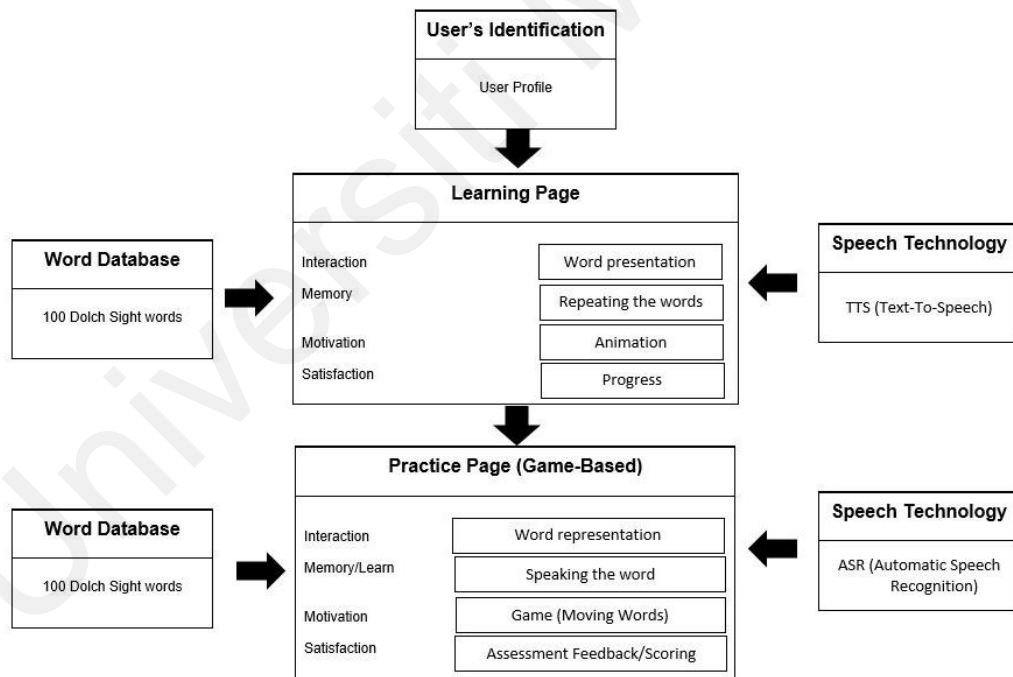 User's Identification
User Profile
Learning Page
Interaction
Word presentation
Memory
Repeating the words
Motivation
Animation
Satisfaction
Progress
Word Database
100 Dolch Sight words
Speech Technology
TTS (Text-To-Speech)
Practice Page (Game-Based)
Interaction
Word representation
Memory/Learn
Speaking the word
Motivation
Game (Moving Words)
Satisfaction
Assessment Feedback/Scoring
Word Database
100 Dolch Sight words
Speech Technology
ASR (Automatic Speech
Recognition)
Universiti M